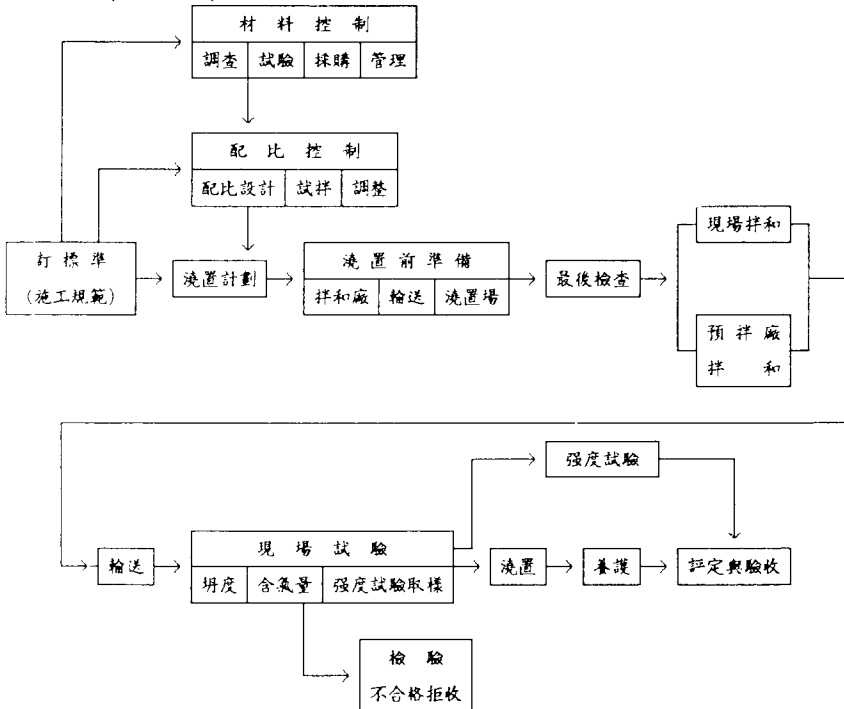 材料控制
調查 試驗 採購 管理
配比控制
配比設計 試拌 調整
訂標準
(施工規範)
澆置計劃
澆置前準備
拌和廠 輸送 澆置場
最後檢查
現場拌和
預拌廠
拌和
輸送
現場試驗
坍度 含氣量 强度試驗取樣
强度試驗
澆置
養護
評定與驗收
檢驗
不合格拒收